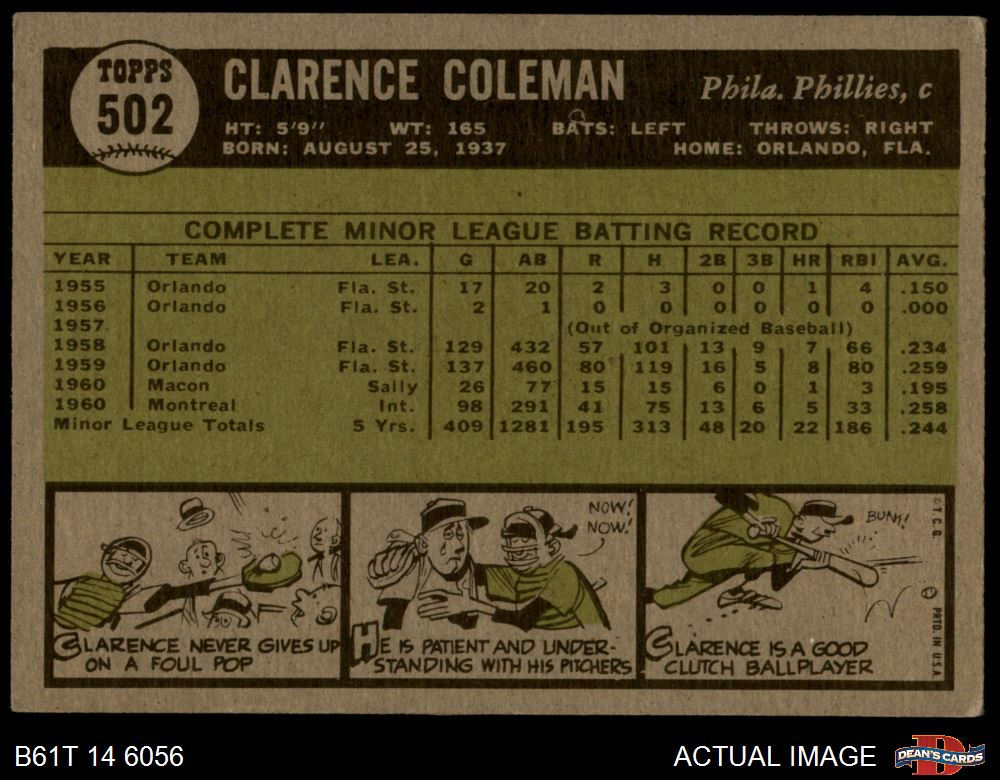 TOPPS
502
CLARENCE COLEMAN
Phila. Phillies, c
HT: 5'9" WT: 165 BATS: LEFT THROWS: RIGHT
BORN: AUGUST 25, 1937 HOME: ORLANDO, FLA.
COMPLETE MINOR LEAGUE BATTING RECORD
YEAR TEAM LEA. G AB R H 2B 3B HR RBI AVG.
1955 Orlando Fla. St. 17 20 2 3 0 0 1 4 .150
1956 Orlando Fla. St. 2 1 0 0 0 0 0 0 .000
1957 (Out of Organized Baseball)
1958 Orlando Fla. St. 129 432 57 101 13 9 7 66 .234
1959 Orlando Fla. St. 137 460 80 119 16 5 8 80 .259
1960 Macon Sally 26 77 15 15 6 0 1 3 .195
1960 Montreal Int. 98 291 41 75 13 6 5 33 .258
Minor League Totals 5 Yrs. 409 1281 195 313 48 20 22 186 .244
CLARENCE NEVER GIVES UP
ON A FOUL POP
NOW!
NOW!
HE IS PATIENT AND UNDER-
STANDING WITH HIS PITCHERS
BUNK!
CLARENCE IS A GOOD
CLUTCH BALLPLAYER
©T.C.G. PRTD. IN U.S.A.
B61T 14 6056
ACTUAL IMAGE
DEAN'S CARDS